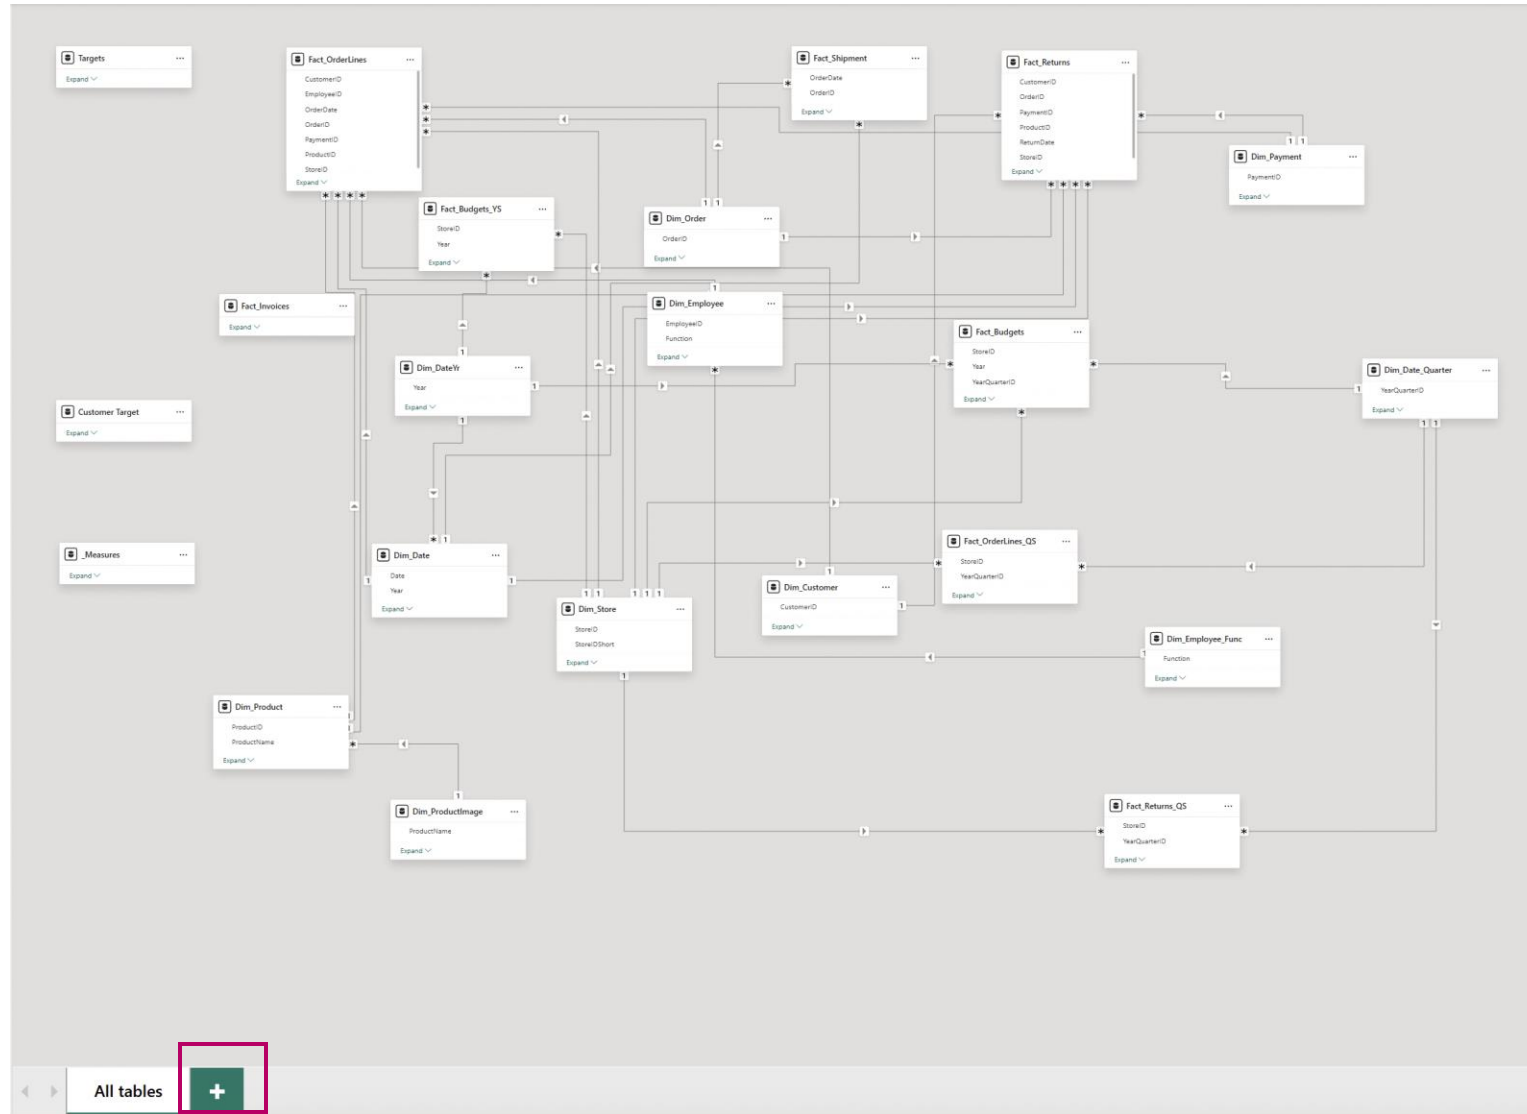 Targets
Expand
Fact_OrderLines
CustomerID
EmployeeID
OrderDate
OrderID
PaymentID
ProductID
StoreID
Expand
Fact_Shipment
OrderDate
OrderID
Expand
Fact_Returns
CustomerID
OrderID
PaymentID
ProductID
ReturnDate
StoreID
Expand
Dim_Payment
PaymentID
Expand
Fact_Budgets_YS
StoreID
Year
Expand
Dim_Order
OrderID
Expand
Fact_Invoices
Expand
Dim_Employee
EmployeeID
Function
Expand
Fact_Budgets
StoreID
Year
YearQuarterID
Expand
Dim_DateYr
Year
Expand
Dim_Date_Quarter
YearQuarterID
Expand
Customer Target
Expand
_Measures
Expand
Dim_Date
Date
Year
Expand
Fact_OrderLines_QS
StoreID
YearQuarterID
Expand
Dim_Customer
CustomerID
Expand
Dim_Store
StoreID
StoreIDShort
Expand
Dim_Employee_Func
Function
Expand
Dim_Product
ProductID
ProductName
Expand
Dim_ProductImage
ProductName
Expand
Fact_Returns_QS
StoreID
YearQuarterID
Expand
All tables